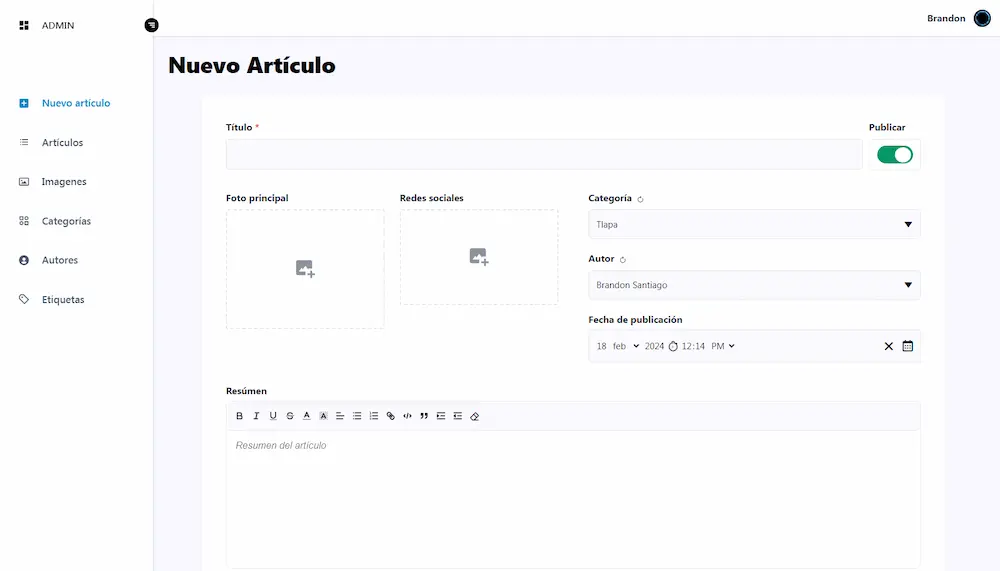 ADMIN
Brandon
Nuevo Artículo
Nuevo artículo
Artículos
Imagenes
Categorías
Autores
Etiquetas
Título *
Publicar
Foto principal
Redes sociales
Categoría
Tlapa
Autor
Brandon Santiago
Fecha de publicación
18 feb 2024 12:14 PM
Resúmen
B I U S A A
Resumen del artículo